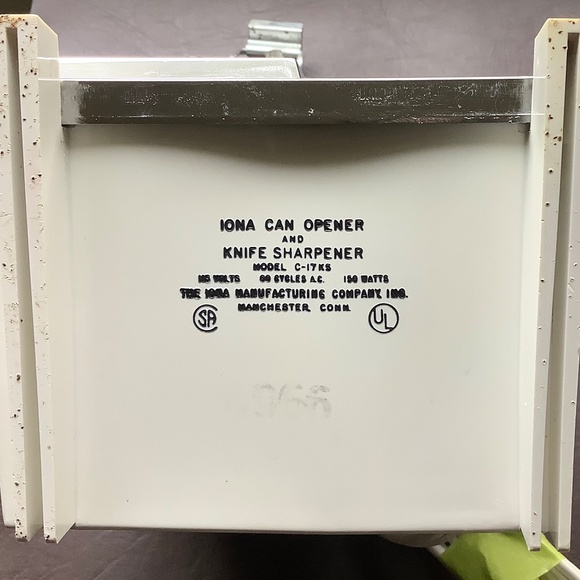 IONA CAN OPENER
AND
KNIFE SHARPENER
MODEL C-17KS
115 VOLTS 60 CYCLES A.C. 150 WATTS
THE IONA MANUFACTURING COMPANY, INC.
MANCHESTER, CONN.
SA UL